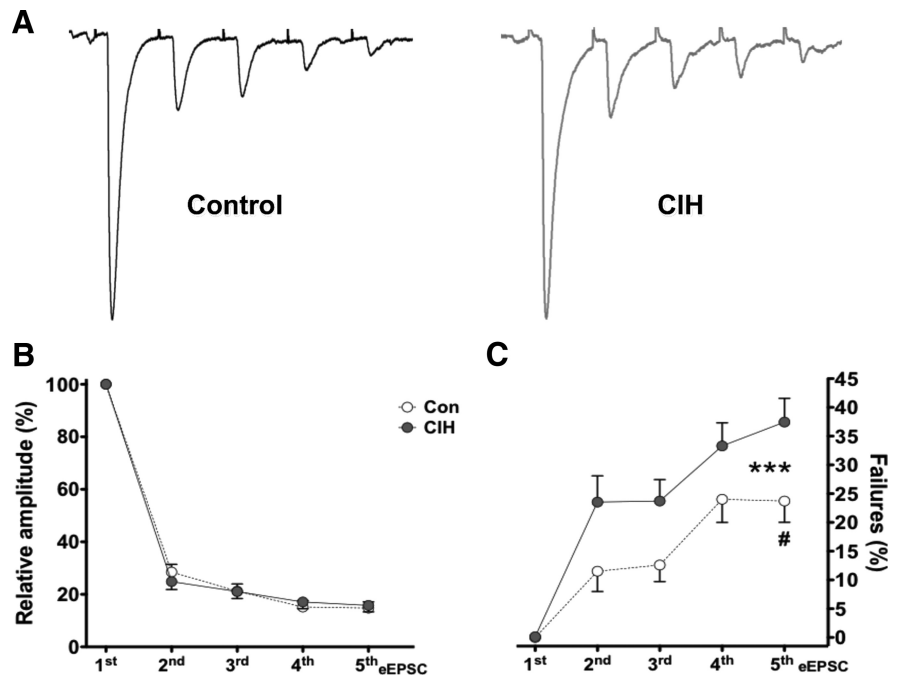 A
Control
CIH
B
C
Relative amplitude (%)
100
80
60
40
20
0
1st
2nd
3rd
4th
5th eEPSC
Con
CIH
45
40
35
30
25
20
15
10
5
0
Failures (%)
***
#
1st
2nd
3rd
4th
5th eEPSC